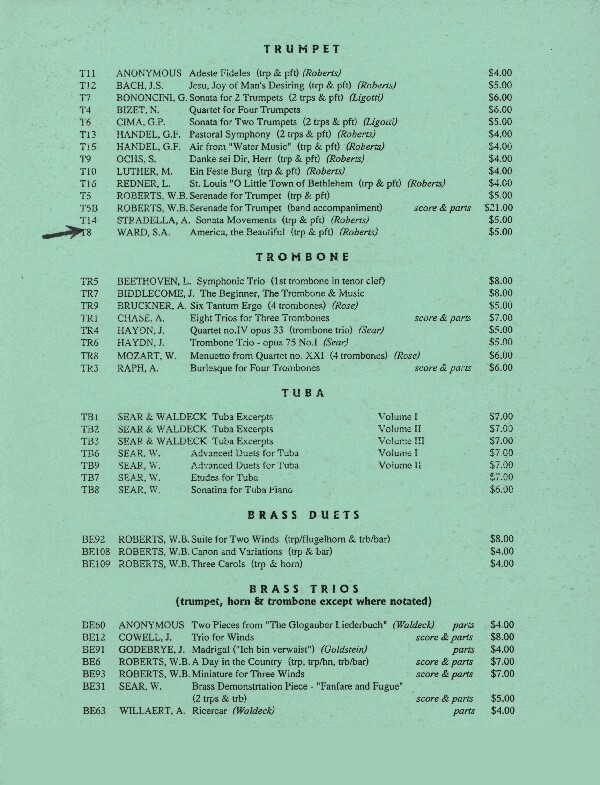 TRUMPET
T11 ANONYMOUS Adeste Fideles (trp & pft) (Roberts) $4.00
T12 BACH, J.S. Jesu, Joy of Man's Desiring (trp & pft) (Roberts) $5.00
T7 BONONCINI, G. Sonata for 2 Trumpets (2 trps & pft) (Ligotti) $6.00
T4 BIZET, N. Quartet for Four Trumpets $6.00
T6 CIMA, G.P. Sonata for Two Trumpets (2 trps & pft) (Ligotti) $5.00
T13 HANDEL, G.F. Pastoral Symphony (2 trps & pft) (Roberts) $4.00
T15 HANDEL, G.F. Air from "Water Music" (trp & pft) (Roberts) $4.00
T9 OCHS, S. Danke sei Dir, Herr (trp & pft) (Roberts) $4.00
T10 LUTHER, M. Ein Feste Burg (trp & pft) (Roberts) $4.00
T16 REDNER, L. St. Louis "O Little Town of Bethlehem (trp & pft) (Roberts) $4.00
T5 ROBERTS, W.B. Serenade for Trumpet (trp & pft) $5.00
T5B ROBERTS, W.B. Serenade for Trumpet (band accompaniment) score & parts $21.00
T14 STRADELLA, A. Sonata Movements (trp & pft) (Roberts) $5.00
T8 WARD, S.A. America, the Beautiful (trp & pft) (Roberts) $5.00
TROMBONE
TR5 BEETHOVEN, L. Symphonic Trio (1st trombone in tenor clef) $8.00
TR7 BIDDLECOME, J. The Beginner, The Trombone & Music $8.00
TR9 BRUCKNER, A. Six Tantum Ergo (4 trombones) (Rose) $5.00
TR1 CHASE, A. Eight Trios for Three Trombones score & parts $7.00
TR4 HAYDN, J. Quartet no.IV opus 33 (trombone trio) (Sear) $5.00
TR6 HAYDN, J. Trombone Trio - opus 75 No.1 (Sear) $5.00
TR8 MOZART, W. Menuetto from Quartet no. XXI (4 trombones) (Rose) $6.00
TR3 RAPH, A. Burlesque for Four Trombones score & parts $6.00
TUBA
TB1 SEAR & WALDECK Tuba Excerpts Volume I $7.00
TB2 SEAR & WALDECK Tuba Excerpts Volume II $7.00
TB3 SEAR & WALDECK Tuba Excerpts Volume III $7.00
TB6 SEAR, W. Advanced Duets for Tuba Volume I $7.00
TB9 SEAR, W. Advanced Duets for Tuba Volume II $7.00
TB7 SEAR, W. Etudes for Tuba $7.00
TB8 SEAR, W. Sonatina for Tuba Piano $6.00
BRASS DUETS
BE92 ROBERTS, W.B. Suite for Two Winds (trp/flugelhorn & trb/bar) $8.00
BE108 ROBERTS, W.B. Canon and Variations (trp & bar) $4.00
BE109 ROBERTS, W.B. Three Carols (trp & horn) $4.00
BRASS TRIOS
(trumpet, horn & trombone except where notated)
BE60 ANONYMOUS Two Pieces from "The Glogauber Liederbuch" (Waldeck) parts $4.00
BE12 COWELL, J. Trio for Winds score & parts $8.00
BE91 GODEBRYE, J. Madrigal ("Ich bin verwaist") (Goldstein) parts $4.00
BE6 ROBERTS, W.B. A Day in the Country (trp, trp/hn, trb/bar) score & parts $7.00
BE93 ROBERTS, W.B. Miniature for Three Winds score & parts $7.00
BE31 SEAR, W. Brass Demonstrtation Piece - "Fanfare and Fugue"
(2 trps & trb) score & parts $5.00
BE63 WILLAERT, A. Ricercar (Waldeck) parts $4.00